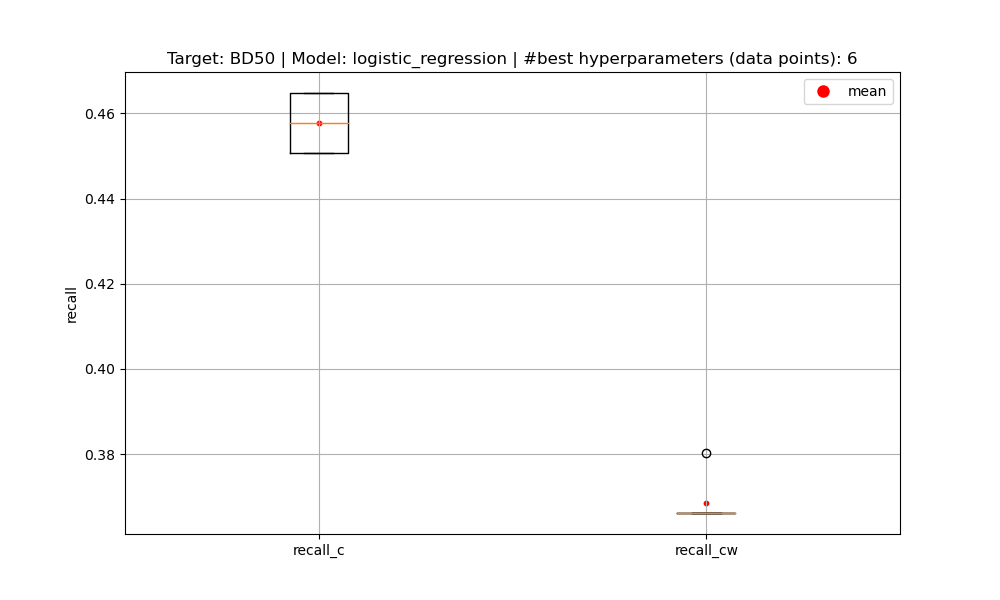 Target: BD50 | Model: logistic_regression | #best hyperparameters (data points): 6
mean
0.46
0.44
0.42
0.40
0.38
recall
recall_c
recall_cw